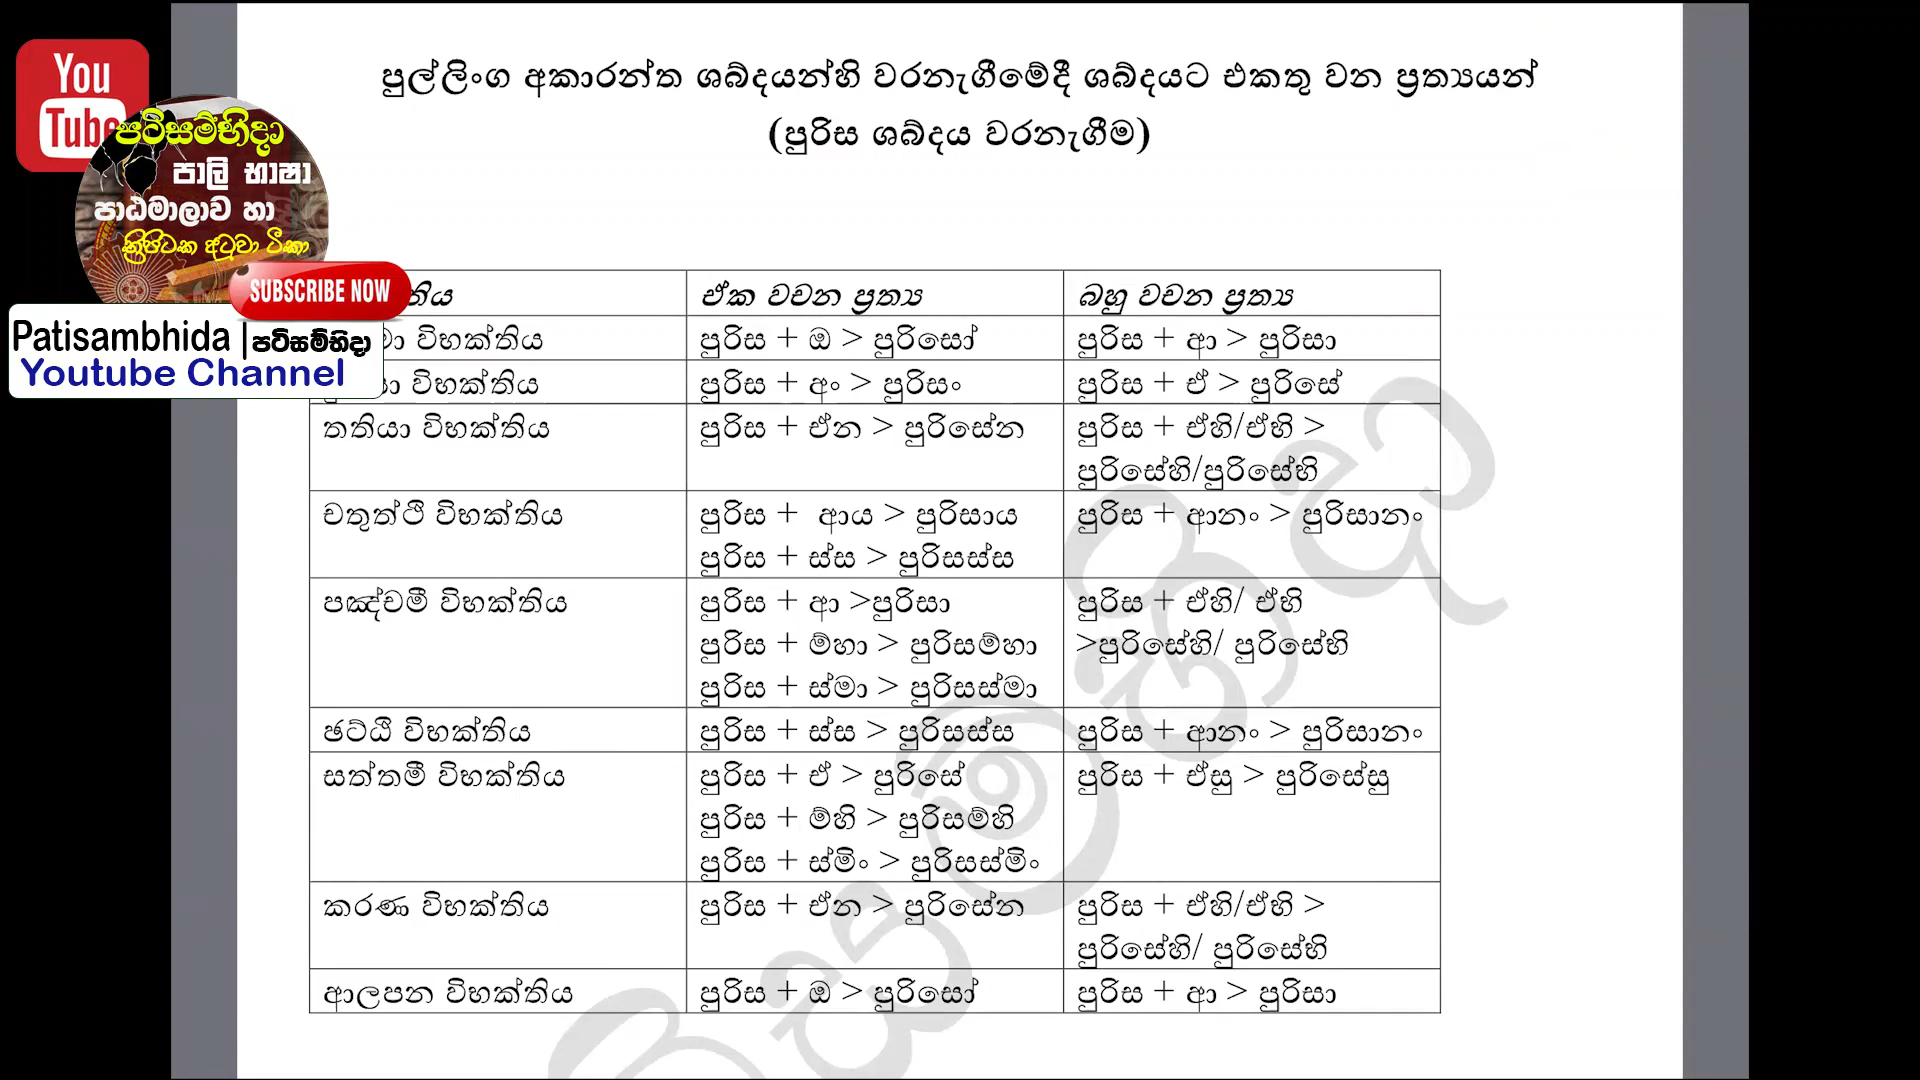 පුල්ලිංග අකාරන්ත ශබ්දයන්හි වරනැගීමේදී ශබ්දයට එකතු වන ප්‍රත්‍යයන්
(පුරිස ශබ්දය වරනැගීම)
You
Tube
පටිසම්භිදා
පාලි භාෂා
පාඨමාලාව හා
ත්‍රිපිටක අටුවා ටීකා
SUBSCRIBE NOW
Patisambhida | පටිසම්භිදා
Youtube Channel
ඒක වචන ප්‍රත්‍ය බහු වචන ප්‍රත්‍ය
විභක්තිය පුරිස + ඔ > පුරිසෝ පුරිස + ආ > පුරිසා
විභක්තිය පුරිස + අං > පුරිසං පුරිස + ඒ > පුරිසේ
තතියා විභක්තිය පුරිස + ඒන > පුරිසේන පුරිස + ඒහි/ඒභි >
පුරිසේහි/පුරිසේභි
චතුත්ථි විභක්තිය පුරිස + ආය > පුරිසාය පුරිස + ආනං > පුරිසානං
පුරිස + ස්ස > පුරිසස්ස
පඤ්චමී විභක්තිය පුරිස + ආ >පුරිසා පුරිස + ඒහි/ ඒභි
පුරිස + ම්හා > පුරිසම්හා >පුරිසේහි/ පුරිසේභි
පුරිස + ස්මා > පුරිසස්මා
ඡට්ඨි විභක්තිය පුරිස + ස්ස > පුරිසස්ස පුරිස + ආනං > පුරිසානං
සත්තමී විභක්තිය පුරිස + ඒ > පුරිසේ පුරිස + ඒසු > පුරිසේසු
පුරිස + ම්හි > පුරිසම්හි
පුරිස + ස්මිං > පුරිසස්මිං
කරණ විභක්තිය පුරිස + ඒන > පුරිසේන පුරිස + ඒහි/ඒභි >
පුරිසේහි/ පුරිසේභි
ආලපන විභක්තිය පුරිස + ඔ > පුරිසෝ පුරිස + ආ > පුරිසා